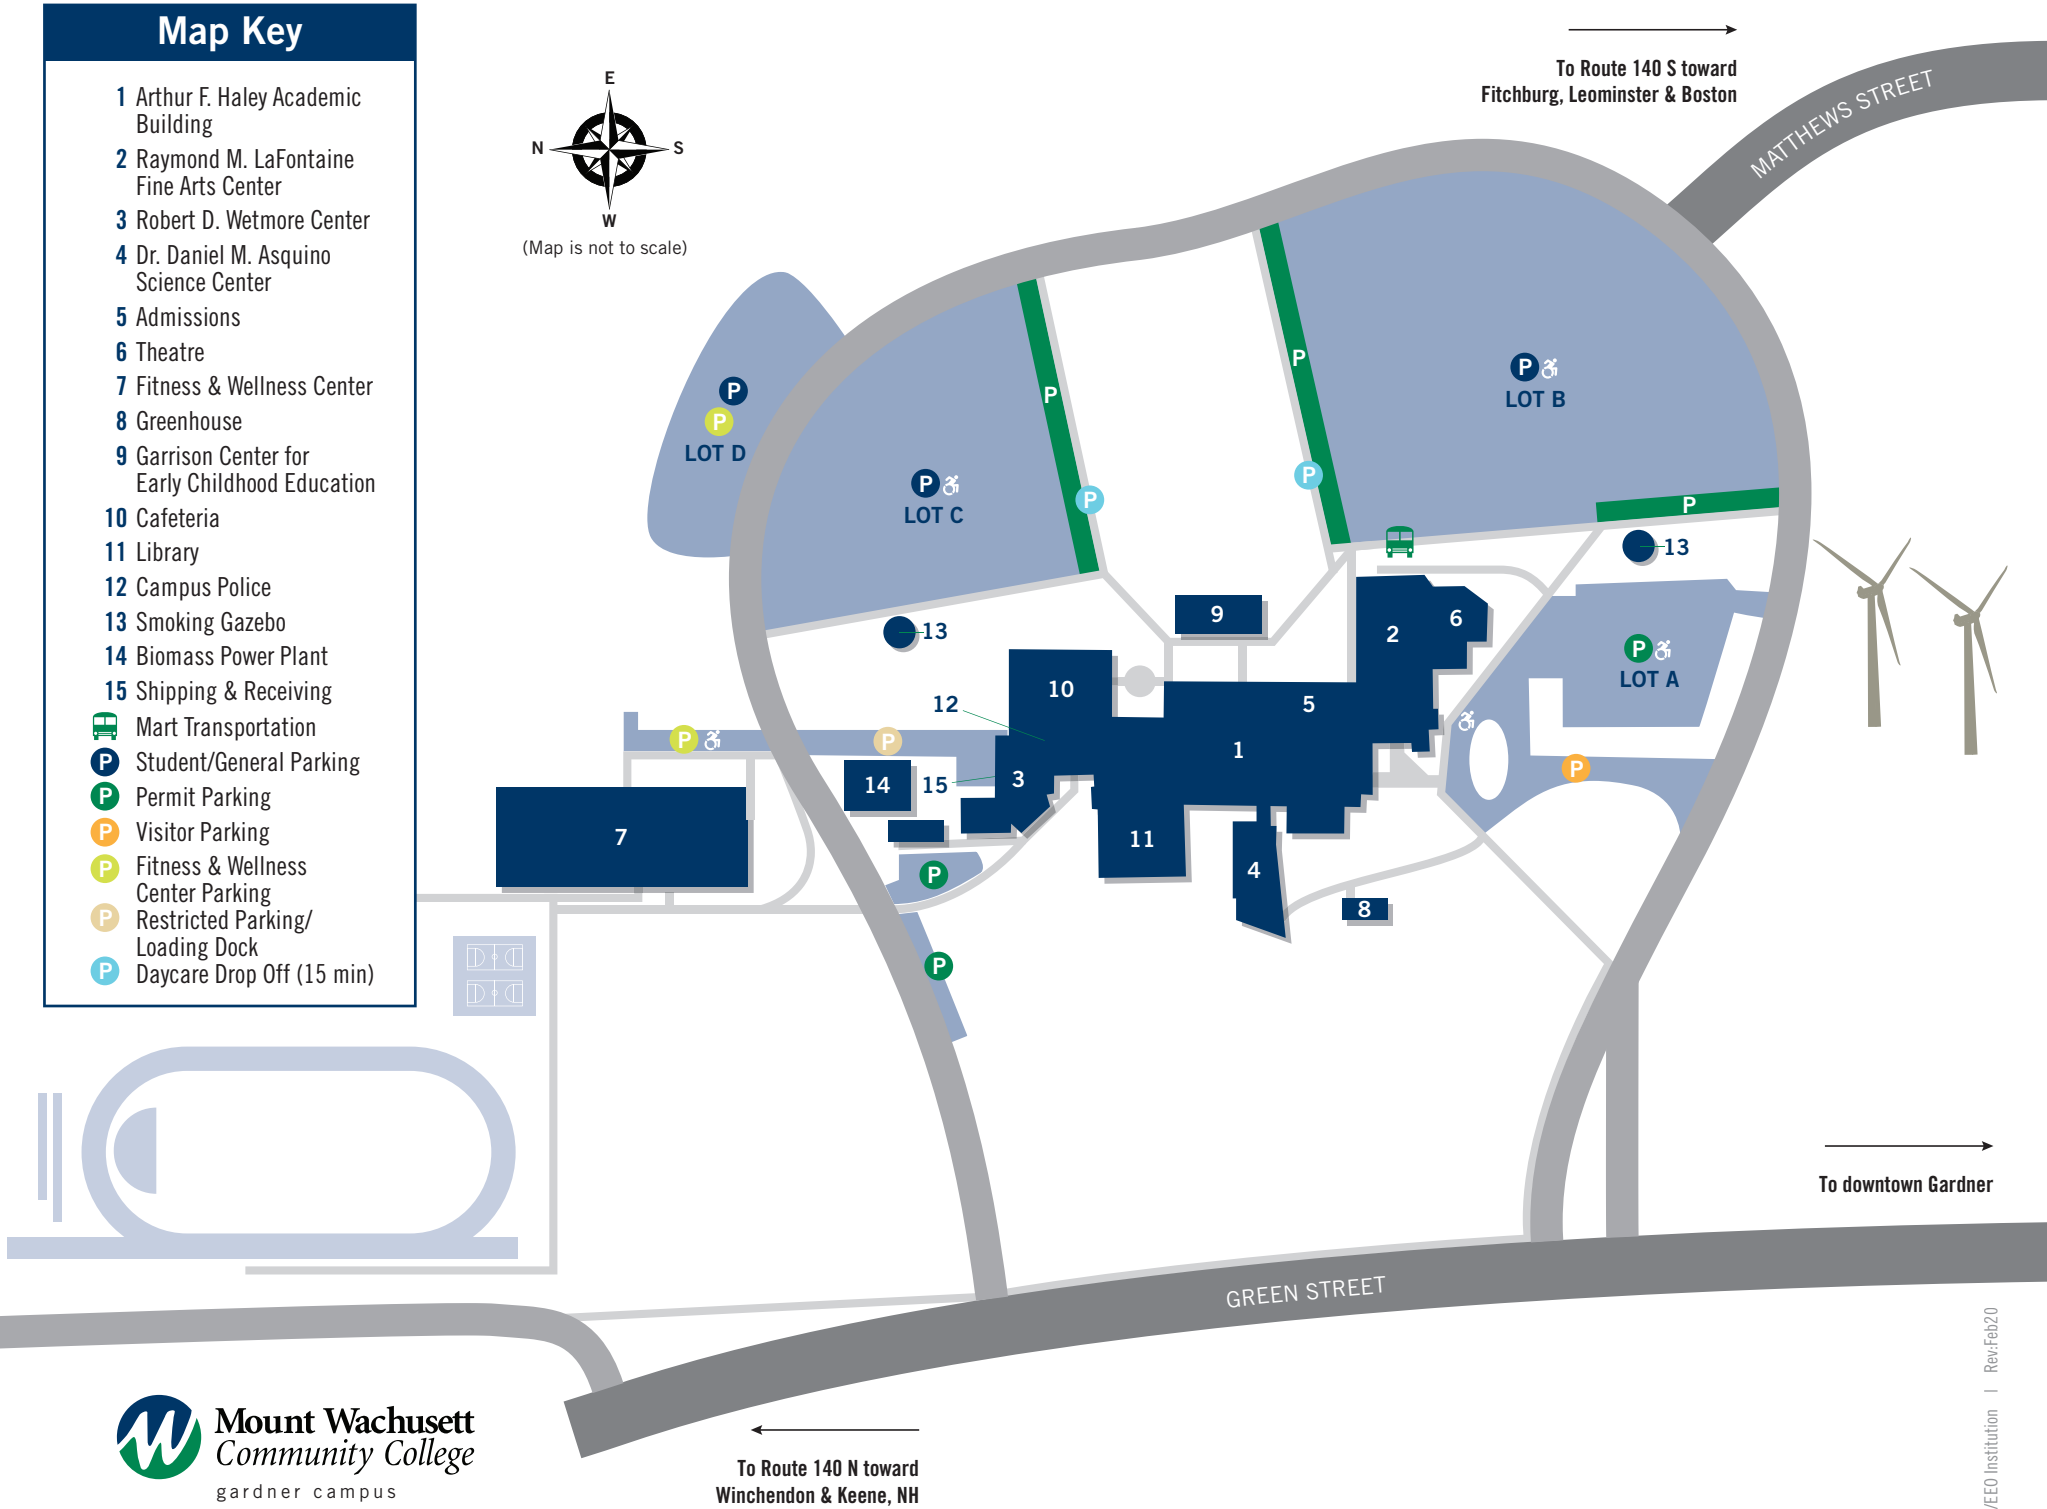 Map Key
1 Arthur F. Haley Academic
Building
2 Raymond M. LaFontaine
Fine Arts Center
3 Robert D. Wetmore Center
4 Dr. Daniel M. Asquino
Science Center
5 Admissions
6 Theatre
7 Fitness & Wellness Center
8 Greenhouse
9 Garrison Center for
Early Childhood Education
10 Cafeteria
11 Library
12 Campus Police
13 Smoking Gazebo
14 Biomass Power Plant
15 Shipping & Receiving
Mart Transportation
P Student/General Parking
P Permit Parking
P Visitor Parking
P Fitness & Wellness
Center Parking
P Restricted Parking/
Loading Dock
P Daycare Drop Off (15 min)
E
N
S
W
(Map is not to scale)
To Route 140 S toward
Fitchburg, Leominster & Boston
MATTHEWS STREET
P
P
LOT D
P
LOT C
P
P
P
P
P
LOT B
P
13
13
P
LOT A
9
2
6
10
12
5
1
3
15
14
P
P
7
11
4
8
P
P
P
To downtown Gardner
GREEN STREET
To Route 140 N toward
Winchendon & Keene, NH
Mount Wachusett
Community College
gardner campus
/EEO Institution | Rev:Feb20